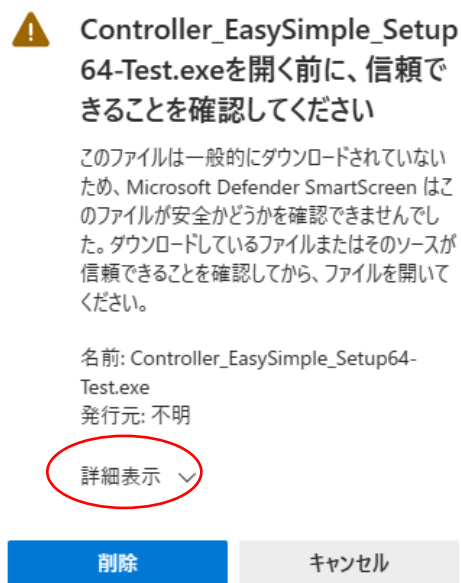 Controller_EasySimple_Setup
64-Test.exeを開く前に、信頼で
きることを確認してください
このファイルは一般的にダウンロードされていない
ため、Microsoft Defender SmartScreen はこ
のファイルが安全かどうかを確認できませんでし
た。ダウンロードしているファイルまたはそのソースが
信頼できることを確認してから、ファイルを開いて
ください。
名前: Controller_EasySimple_Setup64-
Test.exe
発行元: 不明
詳細表示
削除
キャンセル